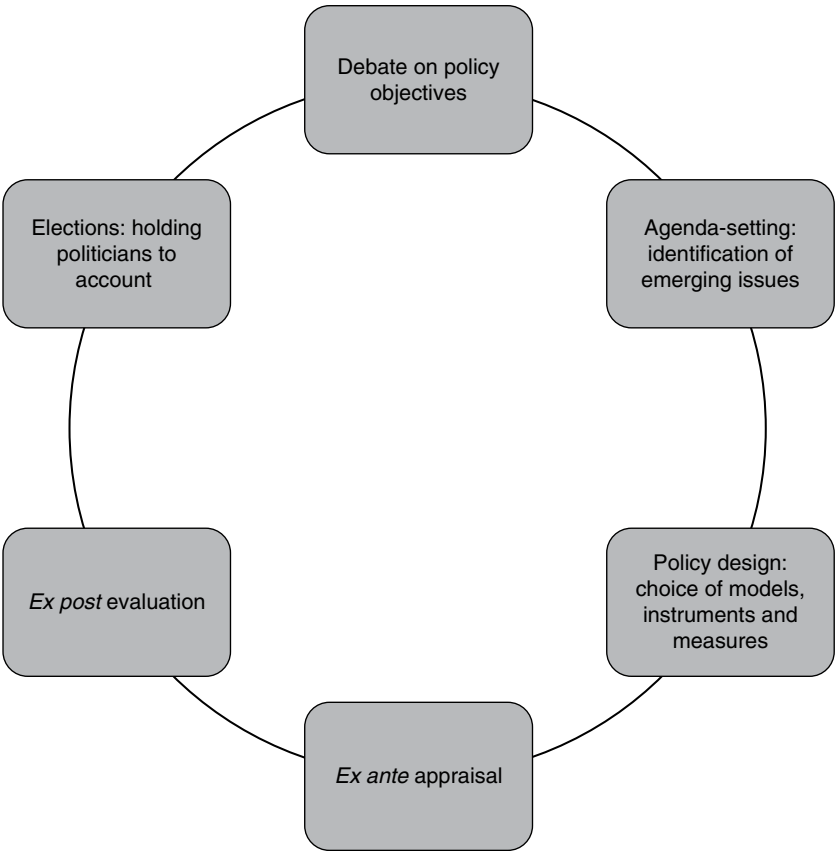 Debate on policy
objectives
Agenda-setting:
identification of
emerging issues
Policy design:
choice of models,
instruments and
measures
Ex ante appraisal
Ex post evaluation
Elections: holding
politicians to
account